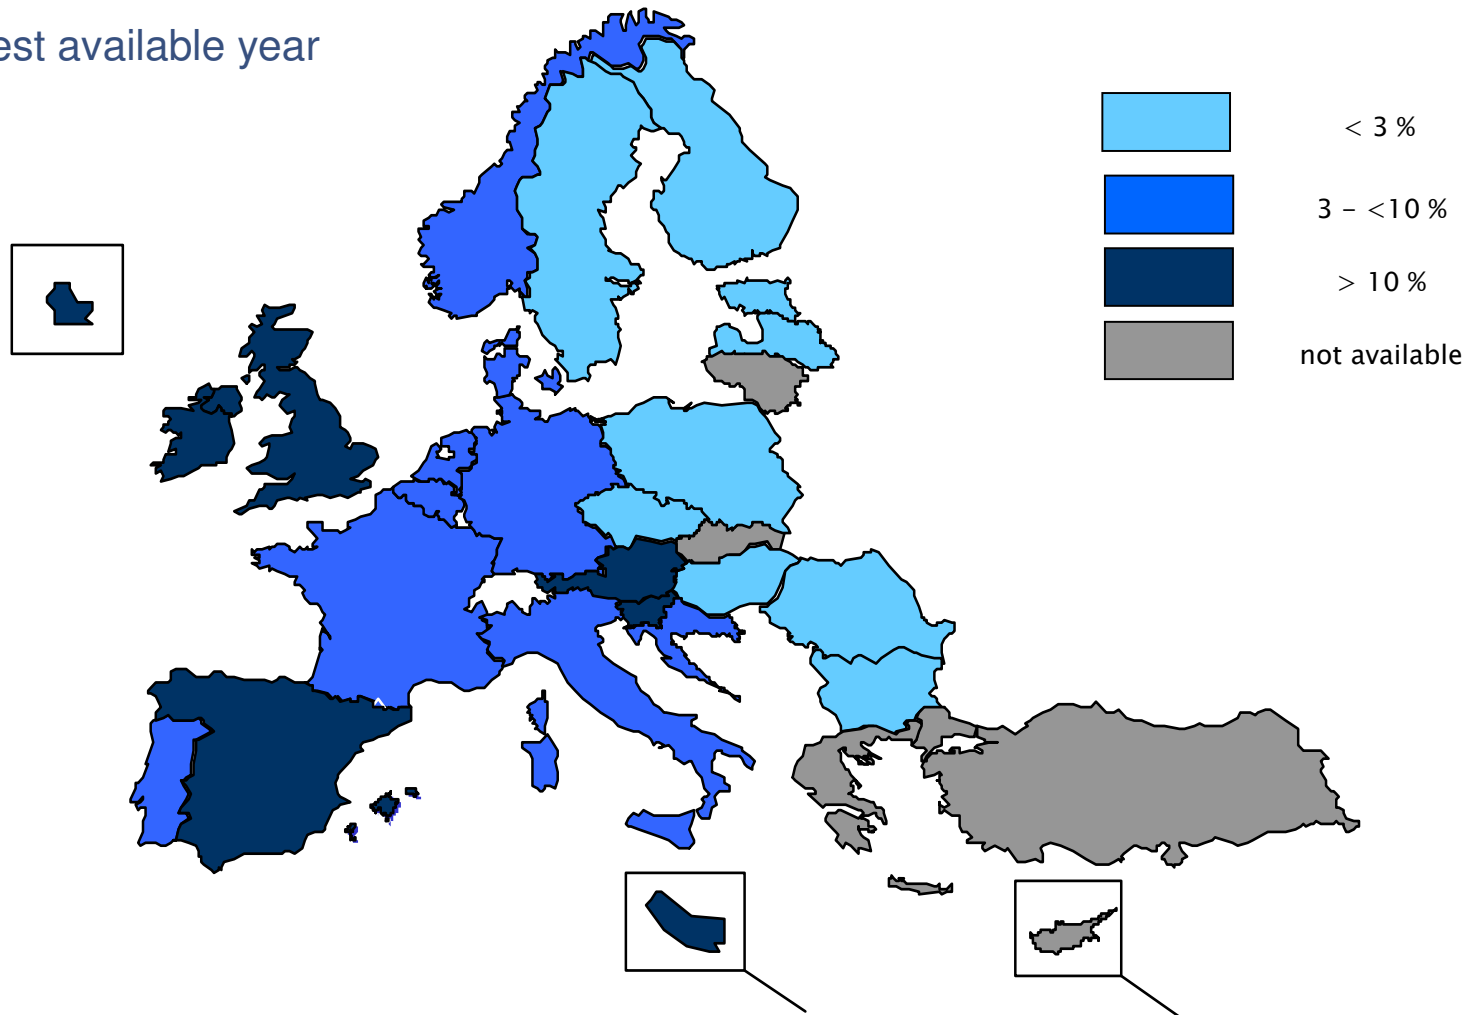 est available year
< 3 %
3 – <10 %
> 10 %
not available